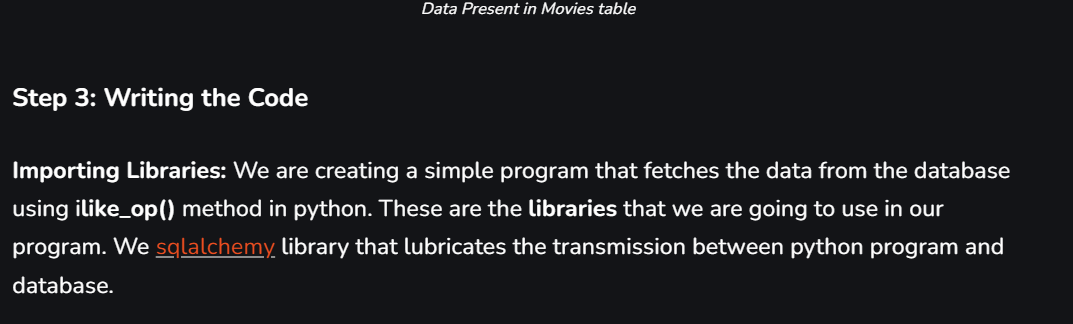 Data Present in Movies table
Step 3: Writing the Code
Importing Libraries: We are creating a simple program that fetches the data from the database
using ilike_op() method in python. These are the libraries that we are going to use in our
program. We sqlalchemy library that lubricates the transmission between python program and
database.